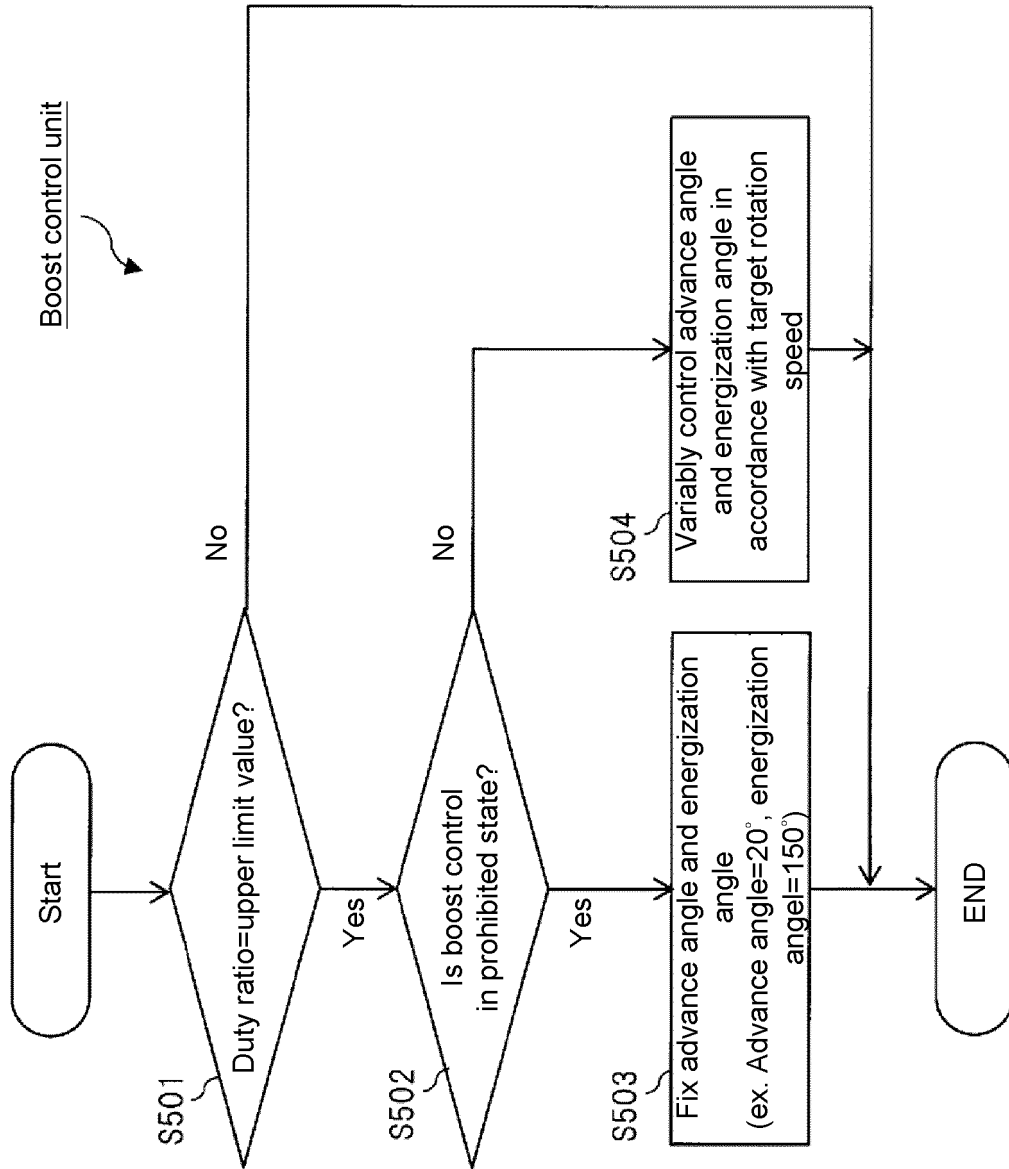 Boost control unit
Start
S501
Duty ratio=upper limit value?
No
Yes
S502
Is boost control
in prohibited state?
No
Yes
S503
Fix advance angle and energization
angle
(ex. Advance angle=20°, energization
angel=150°)
S504
Variably control advance angle
and energization angle in
accordance with target rotation
speed
END